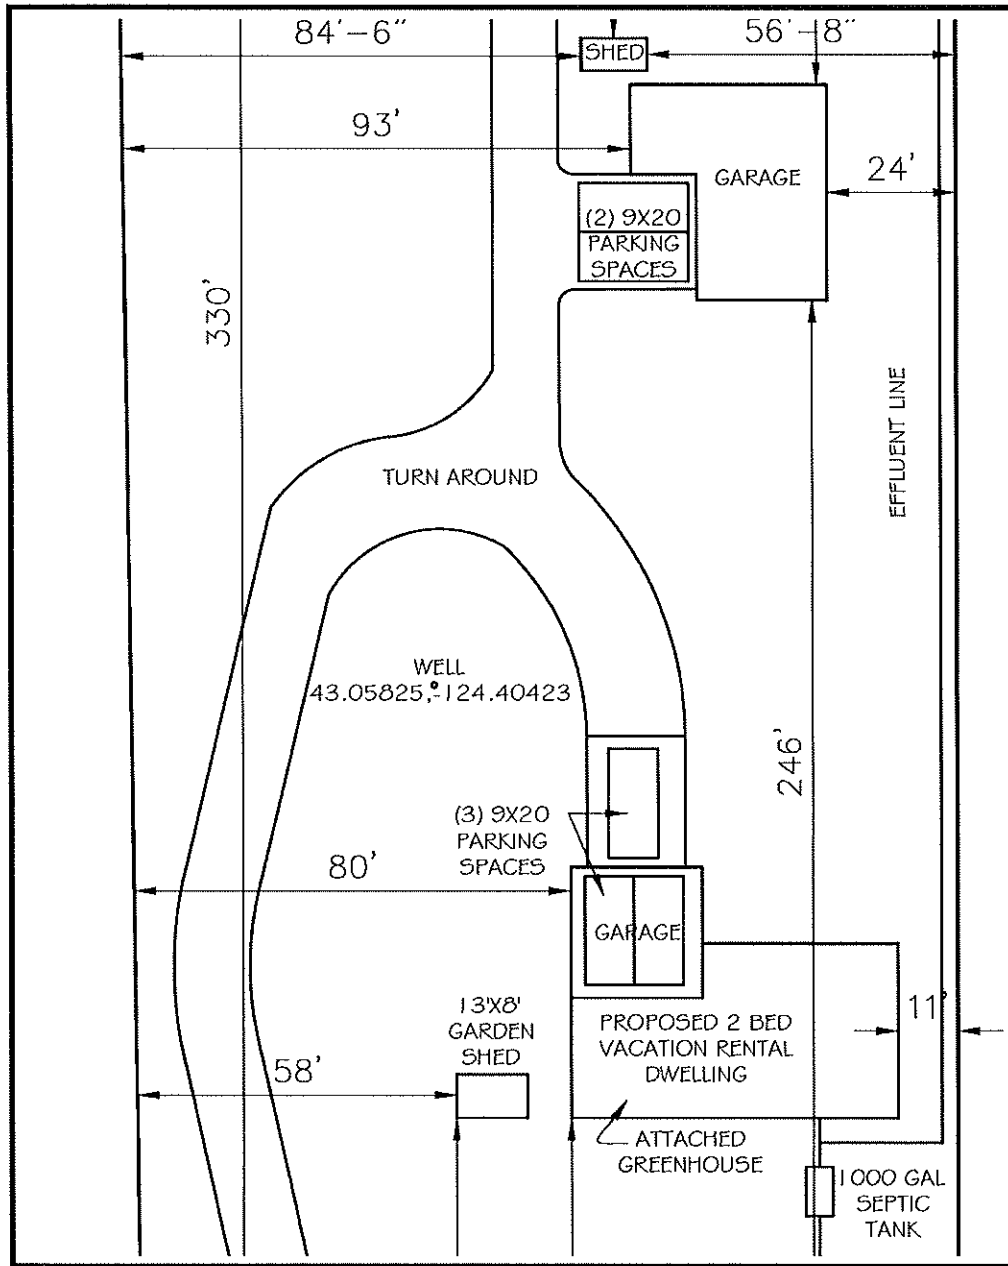 84'-6"
56'-8"
SHED
93'
GARAGE
24'
(2) 9X20
PARKING
SPACES
330'
EFFLUENT LINE
TURN AROUND
WELL
43.05825,°-124.40423
246'
(3) 9X20
PARKING
SPACES
80'
GARAGE
11'
13'X8'
GARDEN
SHED
PROPOSED 2 BED
VACATION RENTAL
DWELLING
58'
ATTACHED
GREENHOUSE
1000 GAL
SEPTIC
TANK